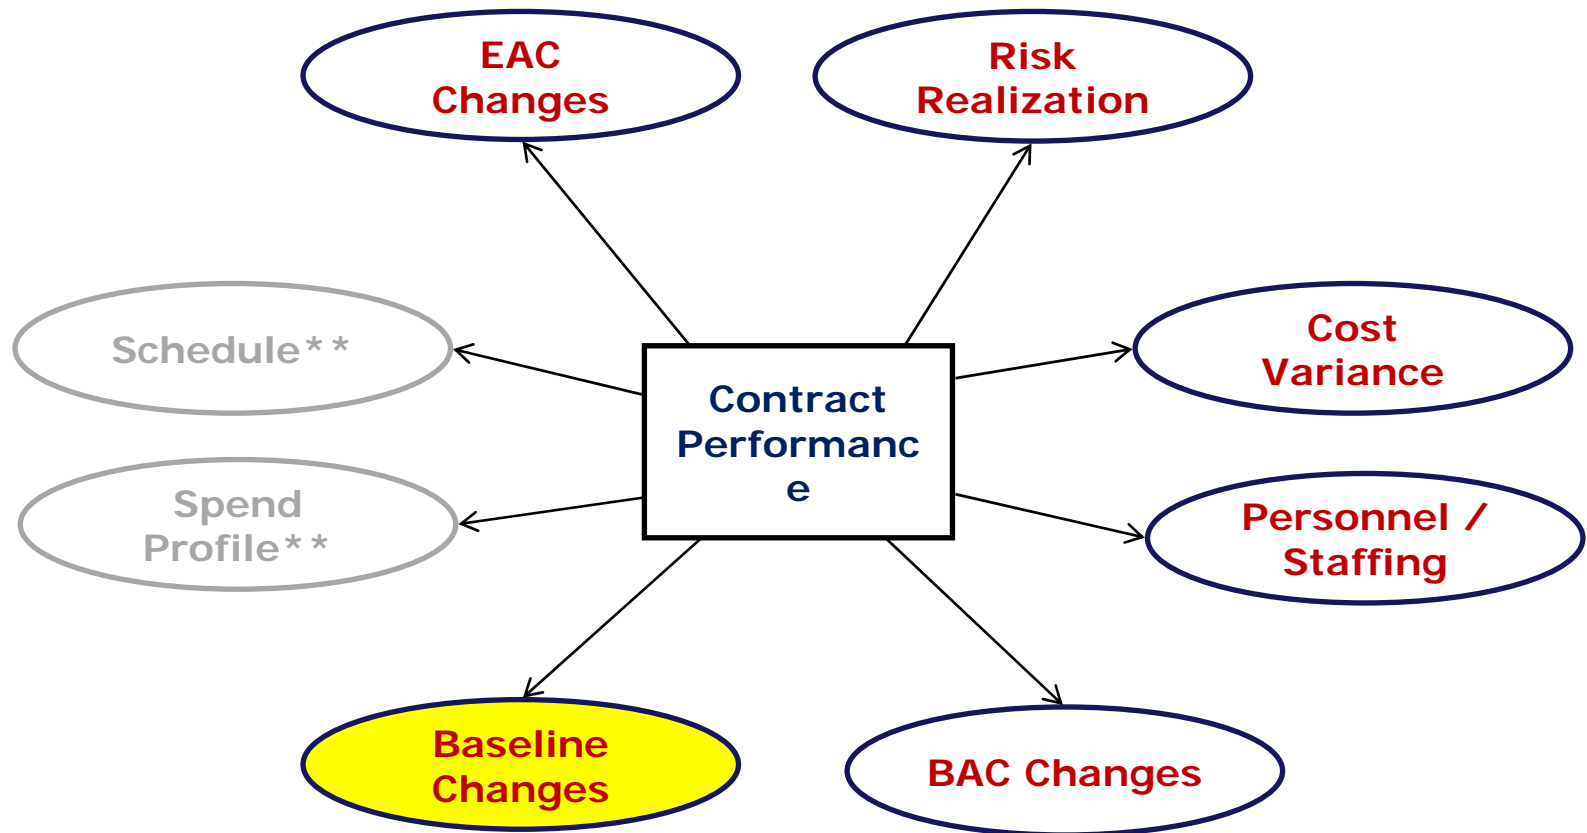 EAC
Changes
Risk
Realization
Schedule**
Cost
Variance
Contract
Performanc
e
Spend
Profile**
Personnel /
Staffing
Baseline
Changes
BAC Changes